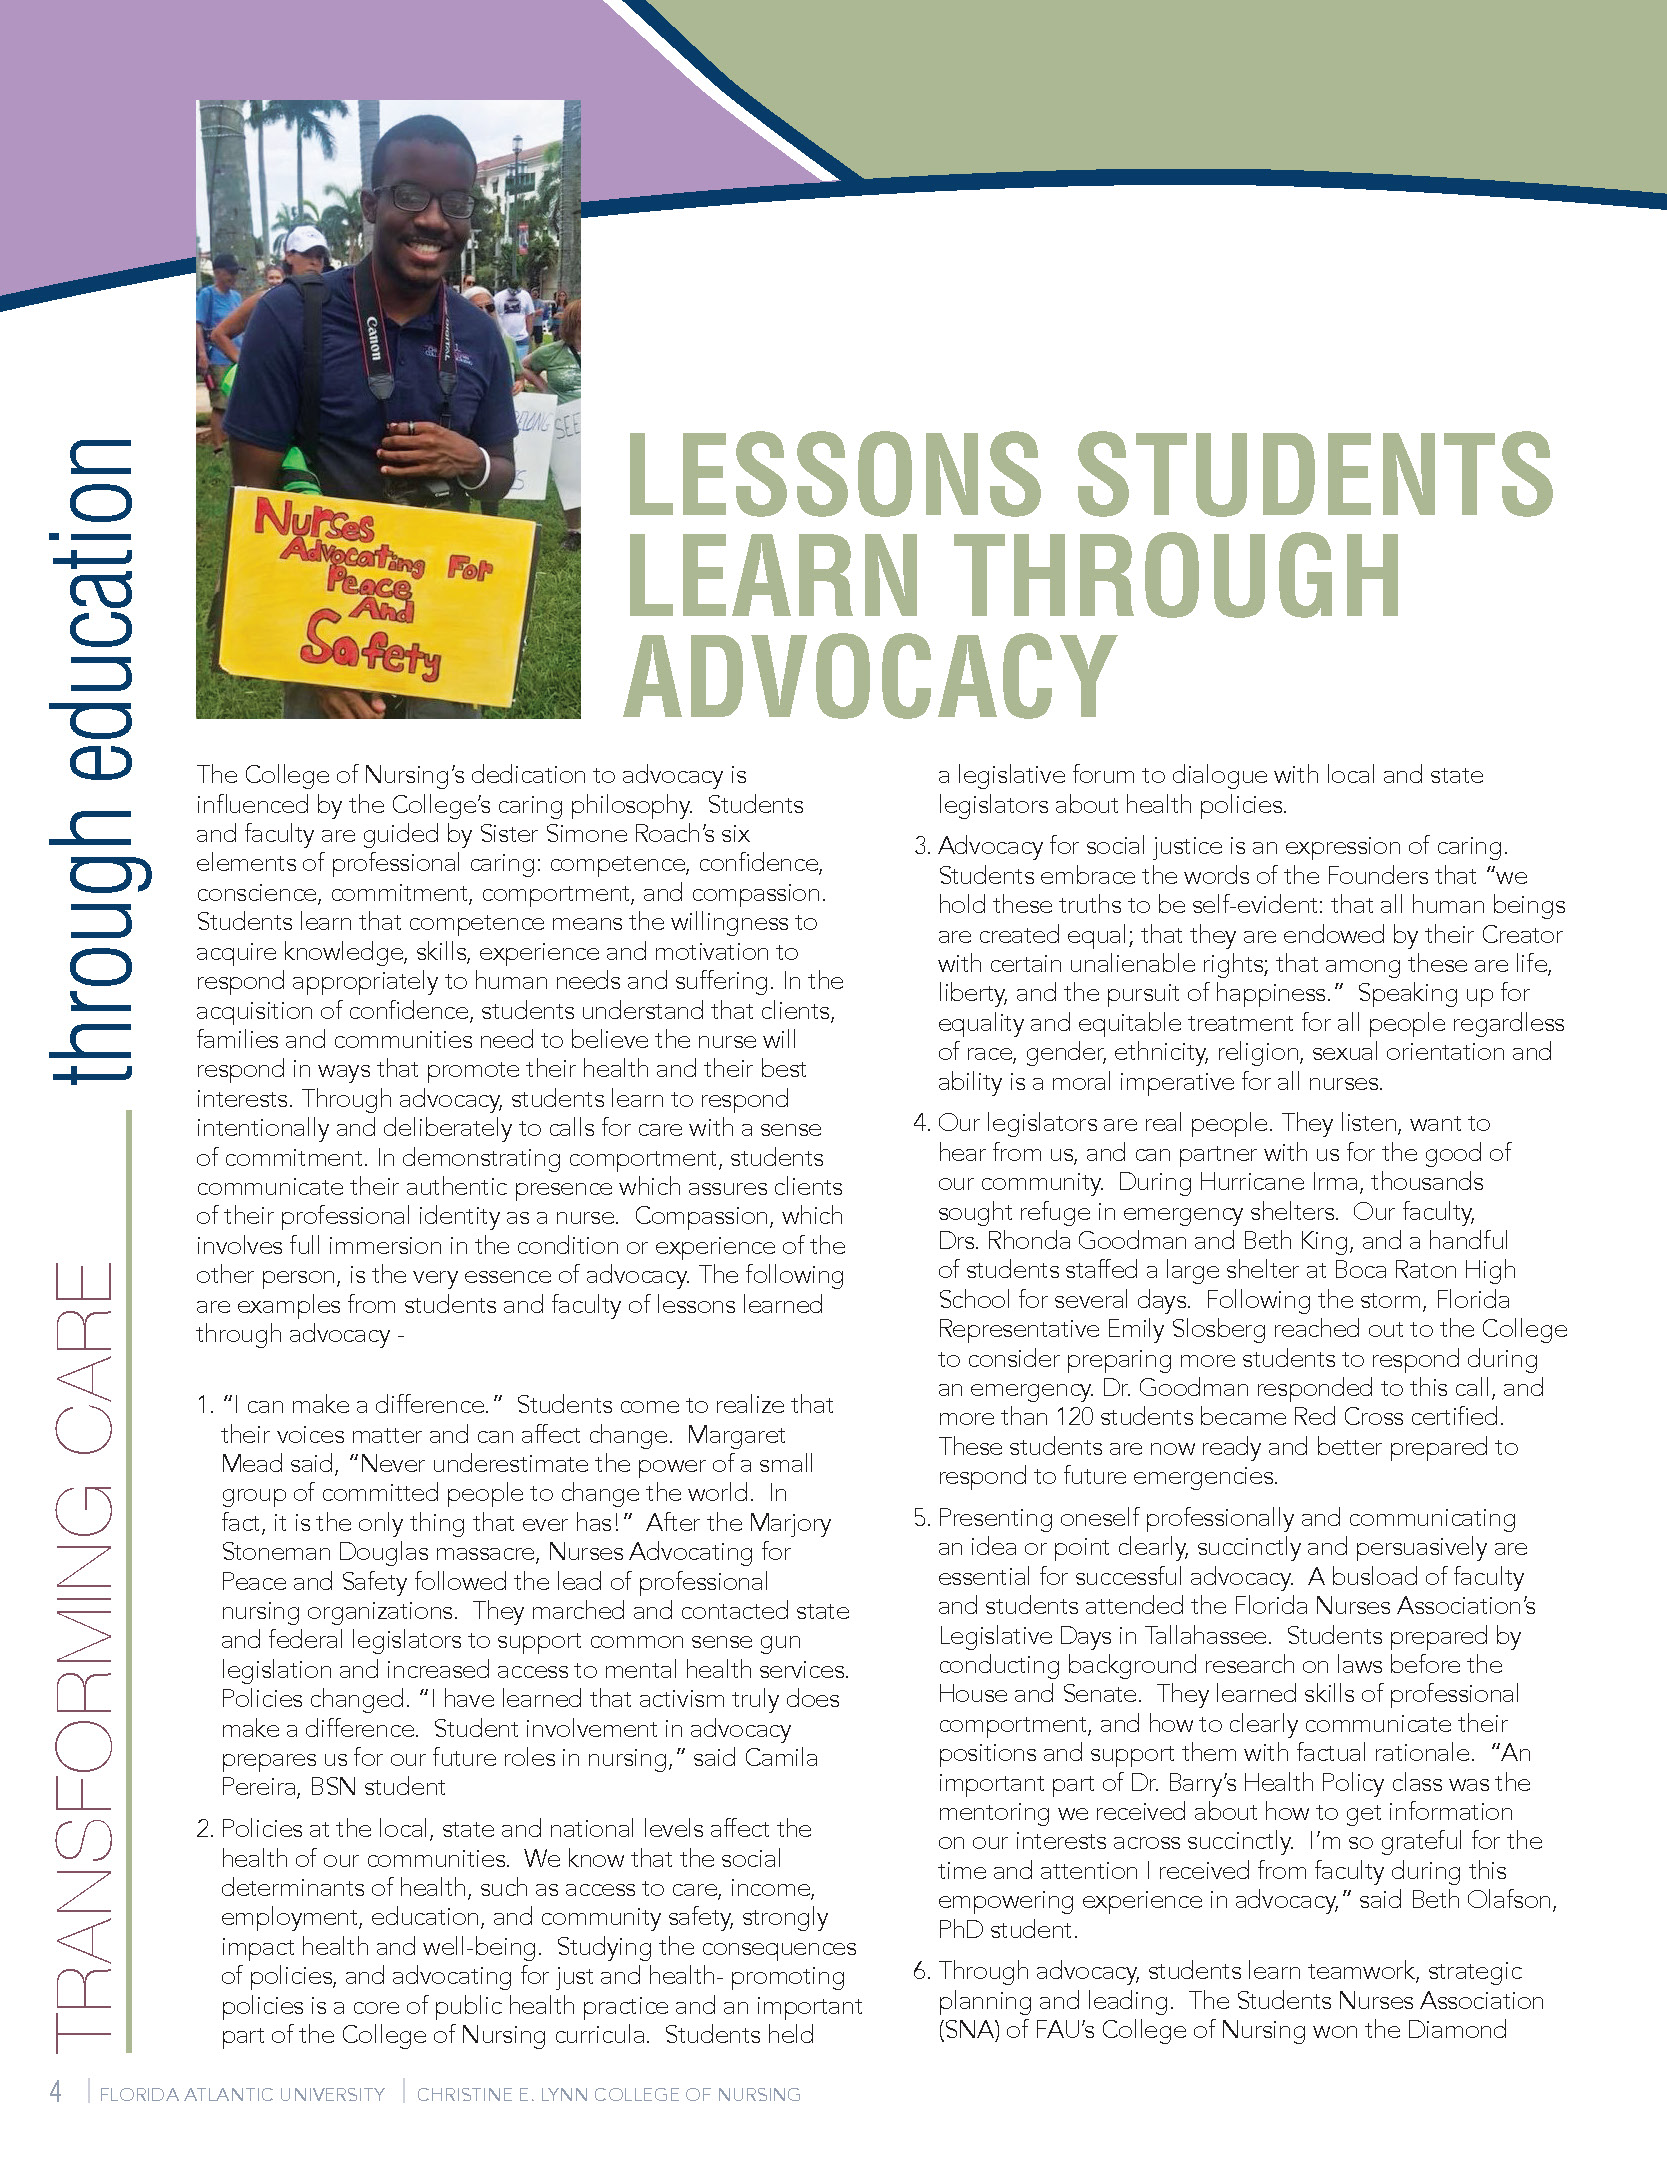 Canon
DIGITAL
BELONG
SEE
Nurses
Advocating For
Peace
And
Safety
LESSONS STUDENTS
LEARN THROUGH
ADVOCACY
TRANSFORMING CARE through education
The College of Nursing’s dedication to advocacy is
influenced by the College’s caring philosophy.  Students
and faculty are guided by Sister Simone Roach’s six
elements of professional caring: competence, confidence,
conscience, commitment, comportment, and compassion.
Students learn that competence means the willingness to
acquire knowledge, skills, experience and motivation to
respond appropriately to human needs and suffering. In the
acquisition of confidence, students understand that clients,
families and communities need to believe the nurse will
respond in ways that promote their health and their best
interests. Through advocacy, students learn to respond
intentionally and deliberately to calls for care with a sense
of commitment. In demonstrating comportment, students
communicate their authentic presence which assures clients
of their professional identity as a nurse.  Compassion, which
involves full immersion in the condition or experience of the
other person, is the very essence of advocacy. The following
are examples from students and faculty of lessons learned
through advocacy -
1. “I can make a difference.”  Students come to realize that
their voices matter and can affect change.  Margaret
Mead said, “Never underestimate the power of a small
group of committed people to change the world.  In
fact, it is the only thing that ever has!”  After the Marjory
Stoneman Douglas massacre, Nurses Advocating for
Peace and Safety followed the lead of professional
nursing organizations.  They marched and contacted state
and federal legislators to support common sense gun
legislation and increased access to mental health services.
Policies changed. “I have learned that activism truly does
make a difference.  Student involvement in advocacy
prepares us for our future roles in nursing,” said Camila
Pereira, BSN student
2. Policies at the local, state and national levels affect the
health of our communities.  We know that the social
determinants of health, such as access to care, income,
employment, education, and community safety, strongly
impact health and well-being.  Studying the consequences
of policies, and advocating for just and health- promoting
policies is a core of public health practice and an important
part of the College of Nursing curricula.  Students held
a legislative forum to dialogue with local and state
legislators about health policies.
3. Advocacy for social justice is an expression of caring.
Students embrace the words of the Founders that “we
hold these truths to be self-evident: that all human beings
are created equal; that they are endowed by their Creator
with certain unalienable rights; that among these are life,
liberty, and the pursuit of happiness.”  Speaking up for
equality and equitable treatment for all people regardless
of race, gender, ethnicity, religion, sexual orientation and
ability is a moral imperative for all nurses.
4. Our legislators are real people. They listen, want to
hear from us, and can partner with us for the good of
our community.  During Hurricane Irma, thousands
sought refuge in emergency shelters.  Our faculty,
Drs. Rhonda Goodman and Beth King, and a handful
of students staffed a large shelter at Boca Raton High
School for several days.  Following the storm, Florida
Representative Emily Slosberg reached out to the College
to consider preparing more students to respond during
an emergency. Dr. Goodman responded to this call, and
more than 120 students became Red Cross certified.
These students are now ready and better prepared to
respond to future emergencies.
5. Presenting oneself professionally and communicating
an idea or point clearly, succinctly and persuasively are
essential for successful advocacy.  A busload of faculty
and students attended the Florida Nurses Association’s
Legislative Days in Tallahassee.  Students prepared by
conducting background research on laws before the
House and Senate.  They learned skills of professional
comportment, and how to clearly communicate their
positions and support them with factual rationale.  “An
important part of Dr. Barry’s Health Policy class was the
mentoring we received about how to get information
on our interests across succinctly.  I’m so grateful for the
time and attention I received from faculty during this
empowering experience in advocacy,” said Beth Olafson,
PhD student.
6. Through advocacy, students learn teamwork, strategic
planning and leading.  The Students Nurses Association
(SNA) of FAU’s College of Nursing won the Diamond
4 | FLORIDA ATLANTIC UNIVERSITY | CHRISTINE E. LYNN COLLEGE OF NURSING